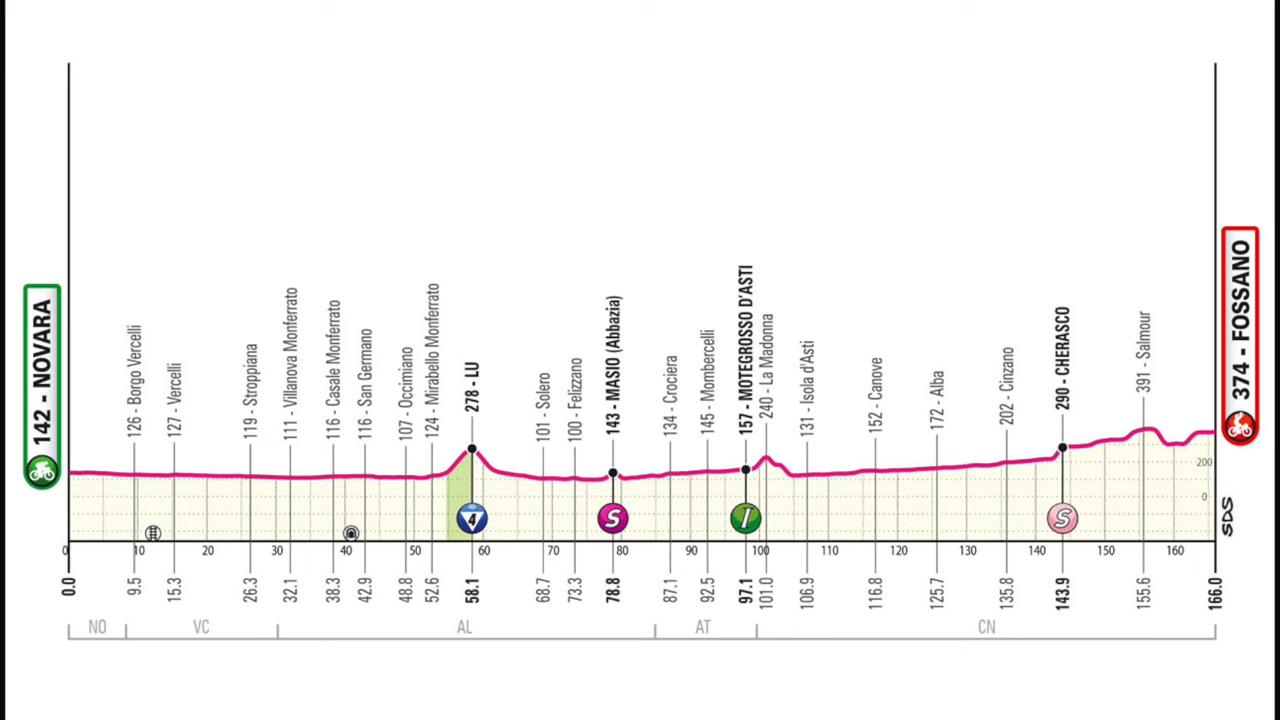 142 - NOVARA
126 - Borgo Vercelli
127 - Vercelli
119 - Stroppiana
111 - Villanova Monferrato
116 - Casale Monferrato
116 - San Germano
107 - Occimiano
124 - Mirabello Monferrato
278 - LU
101 - Solero
100 - Felizzano
143 - MASIO (Abbazia)
134 - Crociera
145 - Mombercelli
157 - MOTEGROSSO D'ASTI
240 - La Madonna
131 - Isola d'Asti
152 - Canove
172 - Alba
202 - Cinzano
290 - CHERASCO
391 - Salmour
374 - FOSSANO
200
0
4
S
I
S
SDS
0 10 20 30 40 50 60 70 80 90 100 110 120 130 140 150 160
0.0 9.5 15.3 26.3 32.1 38.3 42.9 48.8 52.6 58.1 68.7 73.3 78.8 87.1 92.5 97.1 101.0 106.9 116.8 125.7 135.8 143.9 155.6 166.0
NO VC AL AT CN